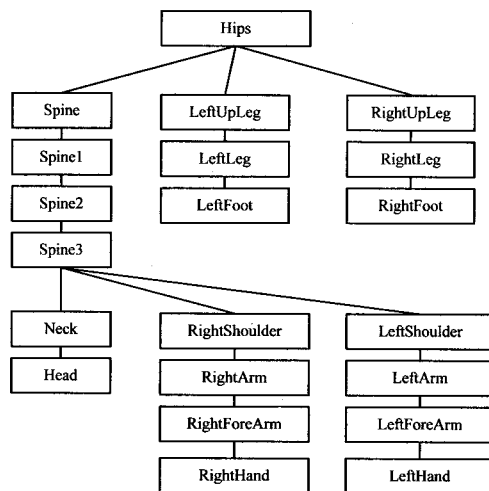 Hips
Spine
LeftUpLeg
RightUpLeg
Spine1
LeftLeg
RightLeg
Spine2
LeftFoot
RightFoot
Spine3
Neck
RightShoulder
LeftShoulder
Head
RightArm
LeftArm
RightForeArm
LeftForeArm
RightHand
LeftHand